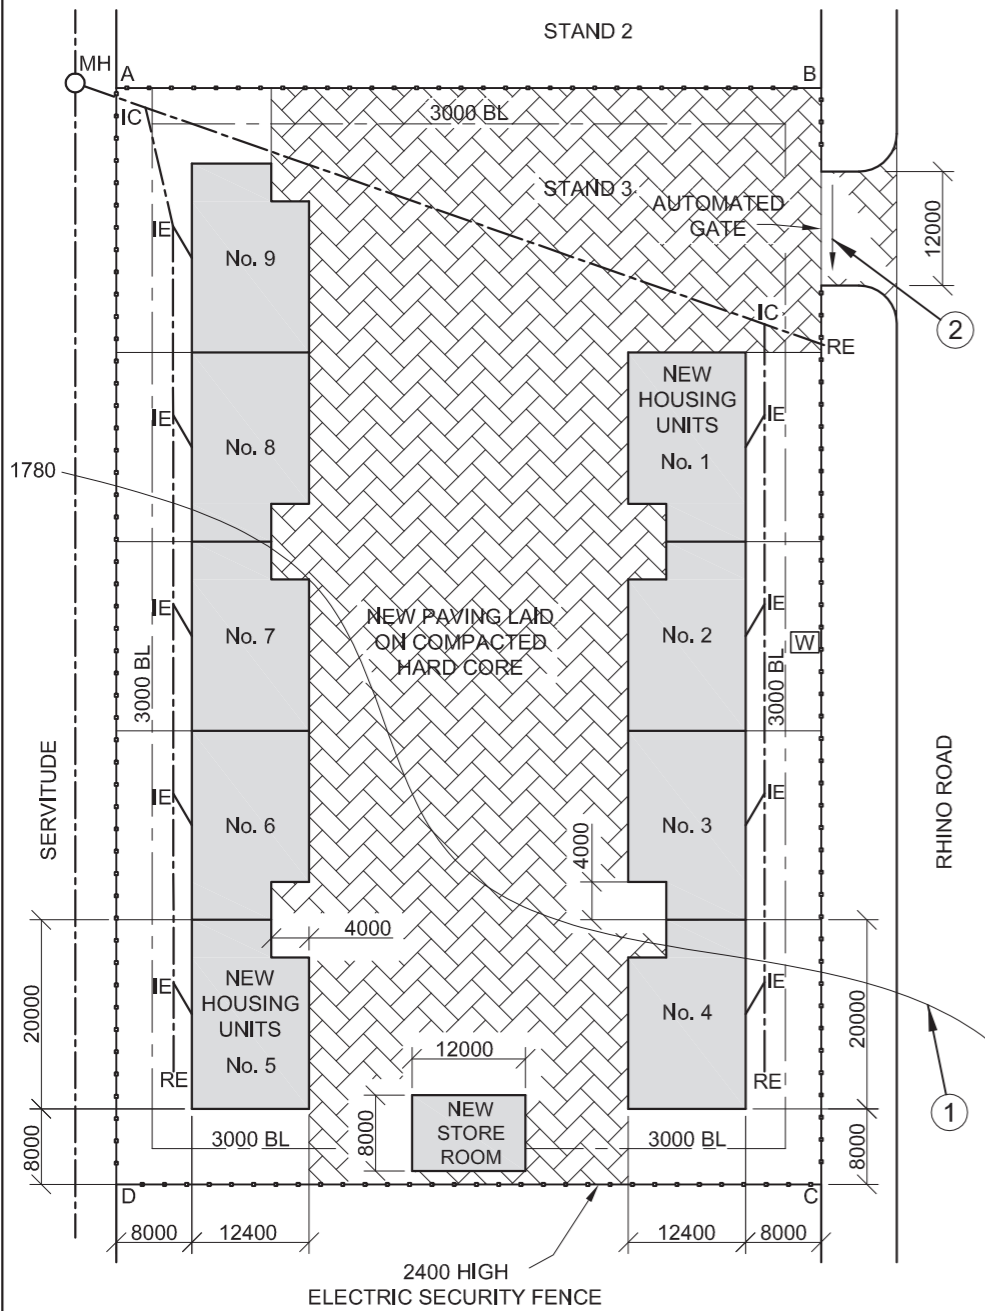 STAND 2
MH
A
B
IC
3000 BL
STAND 3
AUTOMATED
GATE
12000
IE
No. 9
IC
2
RE
NEW
HOUSING
UNITS
No. 1
IE
No. 8
IE
1780
IE
No. 7
NEW PAVING LAID
ON COMPACTED
HARD CORE
No. 2
IE
W
3000 BL
3000 BL
SERVITUDE
RHINO ROAD
IE
No. 6
No. 3
IE
4000
4000
20000
IE
NEW
HOUSING
UNITS
No. 5
RE
No. 4
IE
RE
20000
1
12000
8000
NEW
STORE
ROOM
3000 BL
3000 BL
8000
8000
D
C
8000
12400
12400
8000
2400 HIGH
ELECTRIC SECURITY FENCE